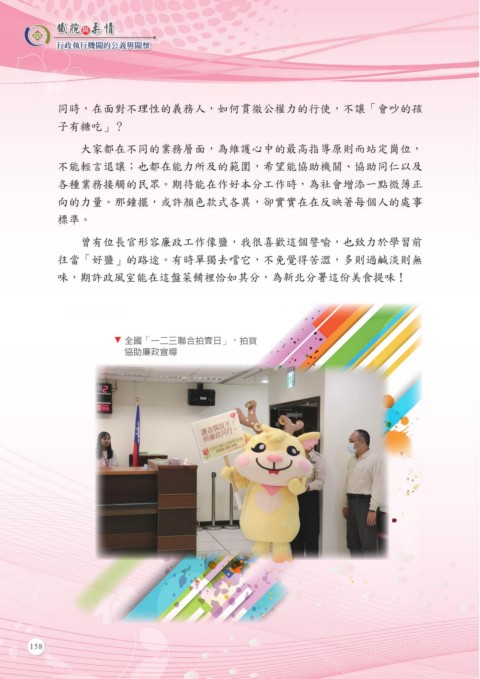 鐵腕與柔情
行政執行機關的公義與關懷
同時，在面對不理性的義務人，如何貫徹公權力的行使，不讓「會吵的孩
子有糖吃」？
大家都在不同的業務層面，為維護心中的最高指導原則而站定崗位，
不能輕言退讓；也都在能力所及的範圍，希望能協助機關、協助同仁以及
各種業務接觸的民眾。期待能在作好本分工作時，為社會增添一點微薄正
向的力量。那鐘擺，或許顏色款式各異，卻實實在在反映著每個人的處事
標準。
曾有位長官形容廉政工作像鹽，我很喜歡這個譬喻，也致力於學習前
往當「好鹽」的路途。有時單獨去嚐它，不免覺得苦澀，多則過鹹淡則無
味，期許政風室能在這盤菜餚裡恰如其分，為新北分署這份美食提味！
全國「一二三聯合拍賣日」，拍寶
協助廉政宣導
158